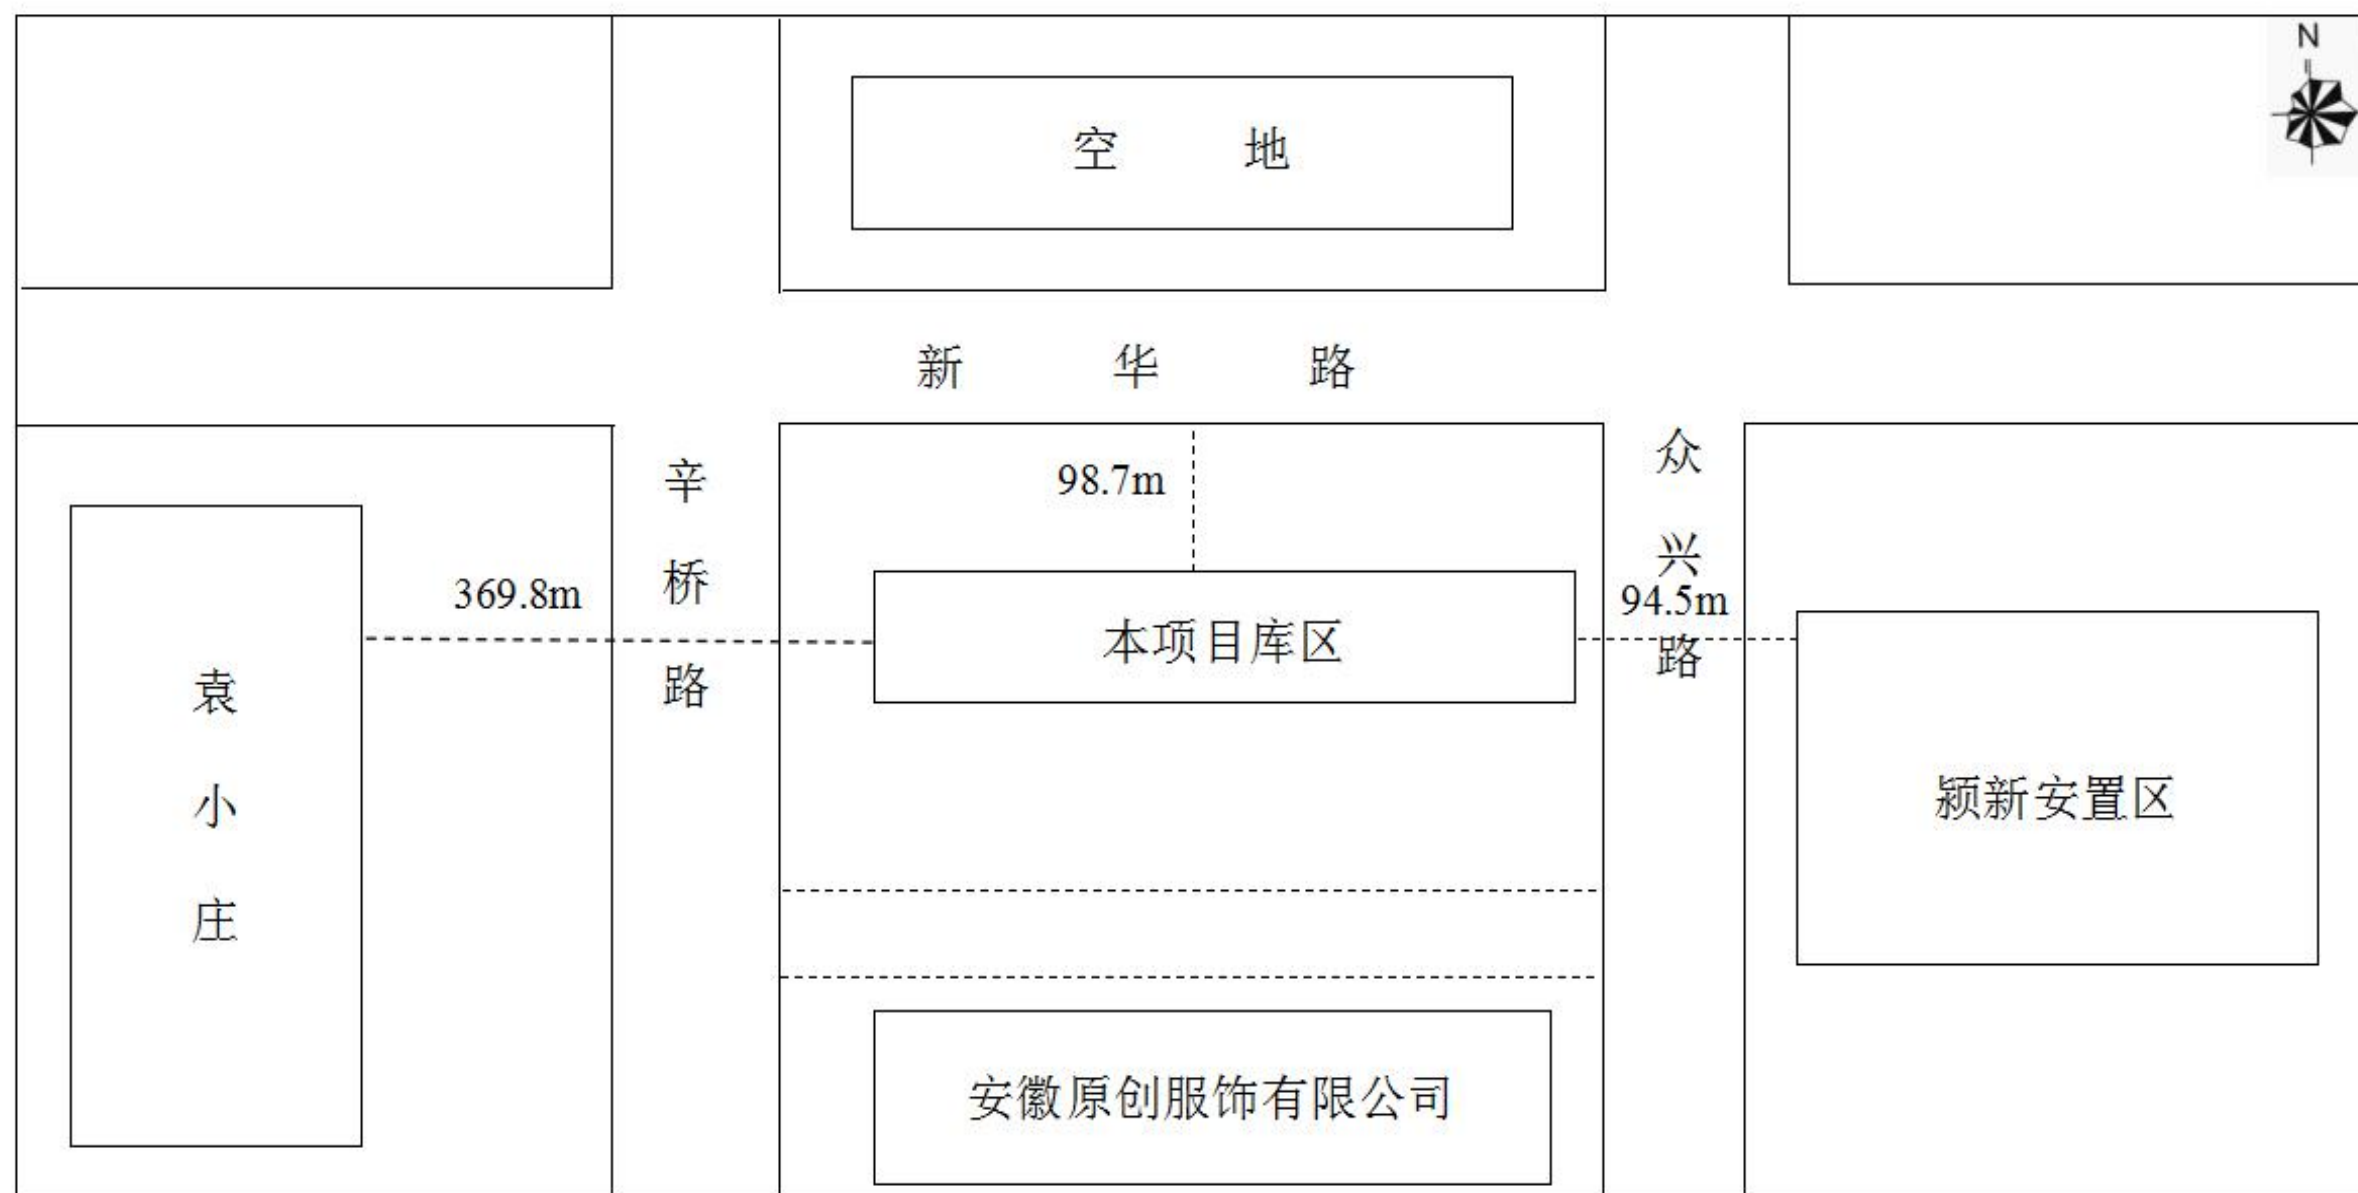 N
空 地
新 华 路
众兴路
辛桥路
98.7m
369.8m
94.5m
本项目库区
袁小庄
颍新安置区
安徽原创服饰有限公司